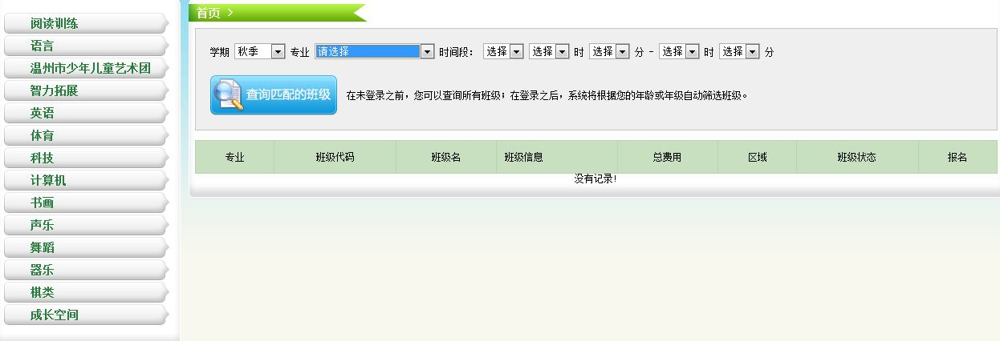 阅读训练
语言
温州市少年儿童艺术团
智力拓展
英语
体育
科技
计算机
书画
声乐
舞蹈
器乐
棋类
成长空间
首页 >
学期 秋季 专业 请选择 时间段: 选择 选择 时 选择 分 - 选择 时 选择 分
查询匹配的班级 在未登录之前，您可以查询所有班级；在登录之后，系统将根据您的年龄或年级自动筛选班级。
专业 班级代码 班级名 班级信息 总费用 区域 班级状态 报名
没有记录!